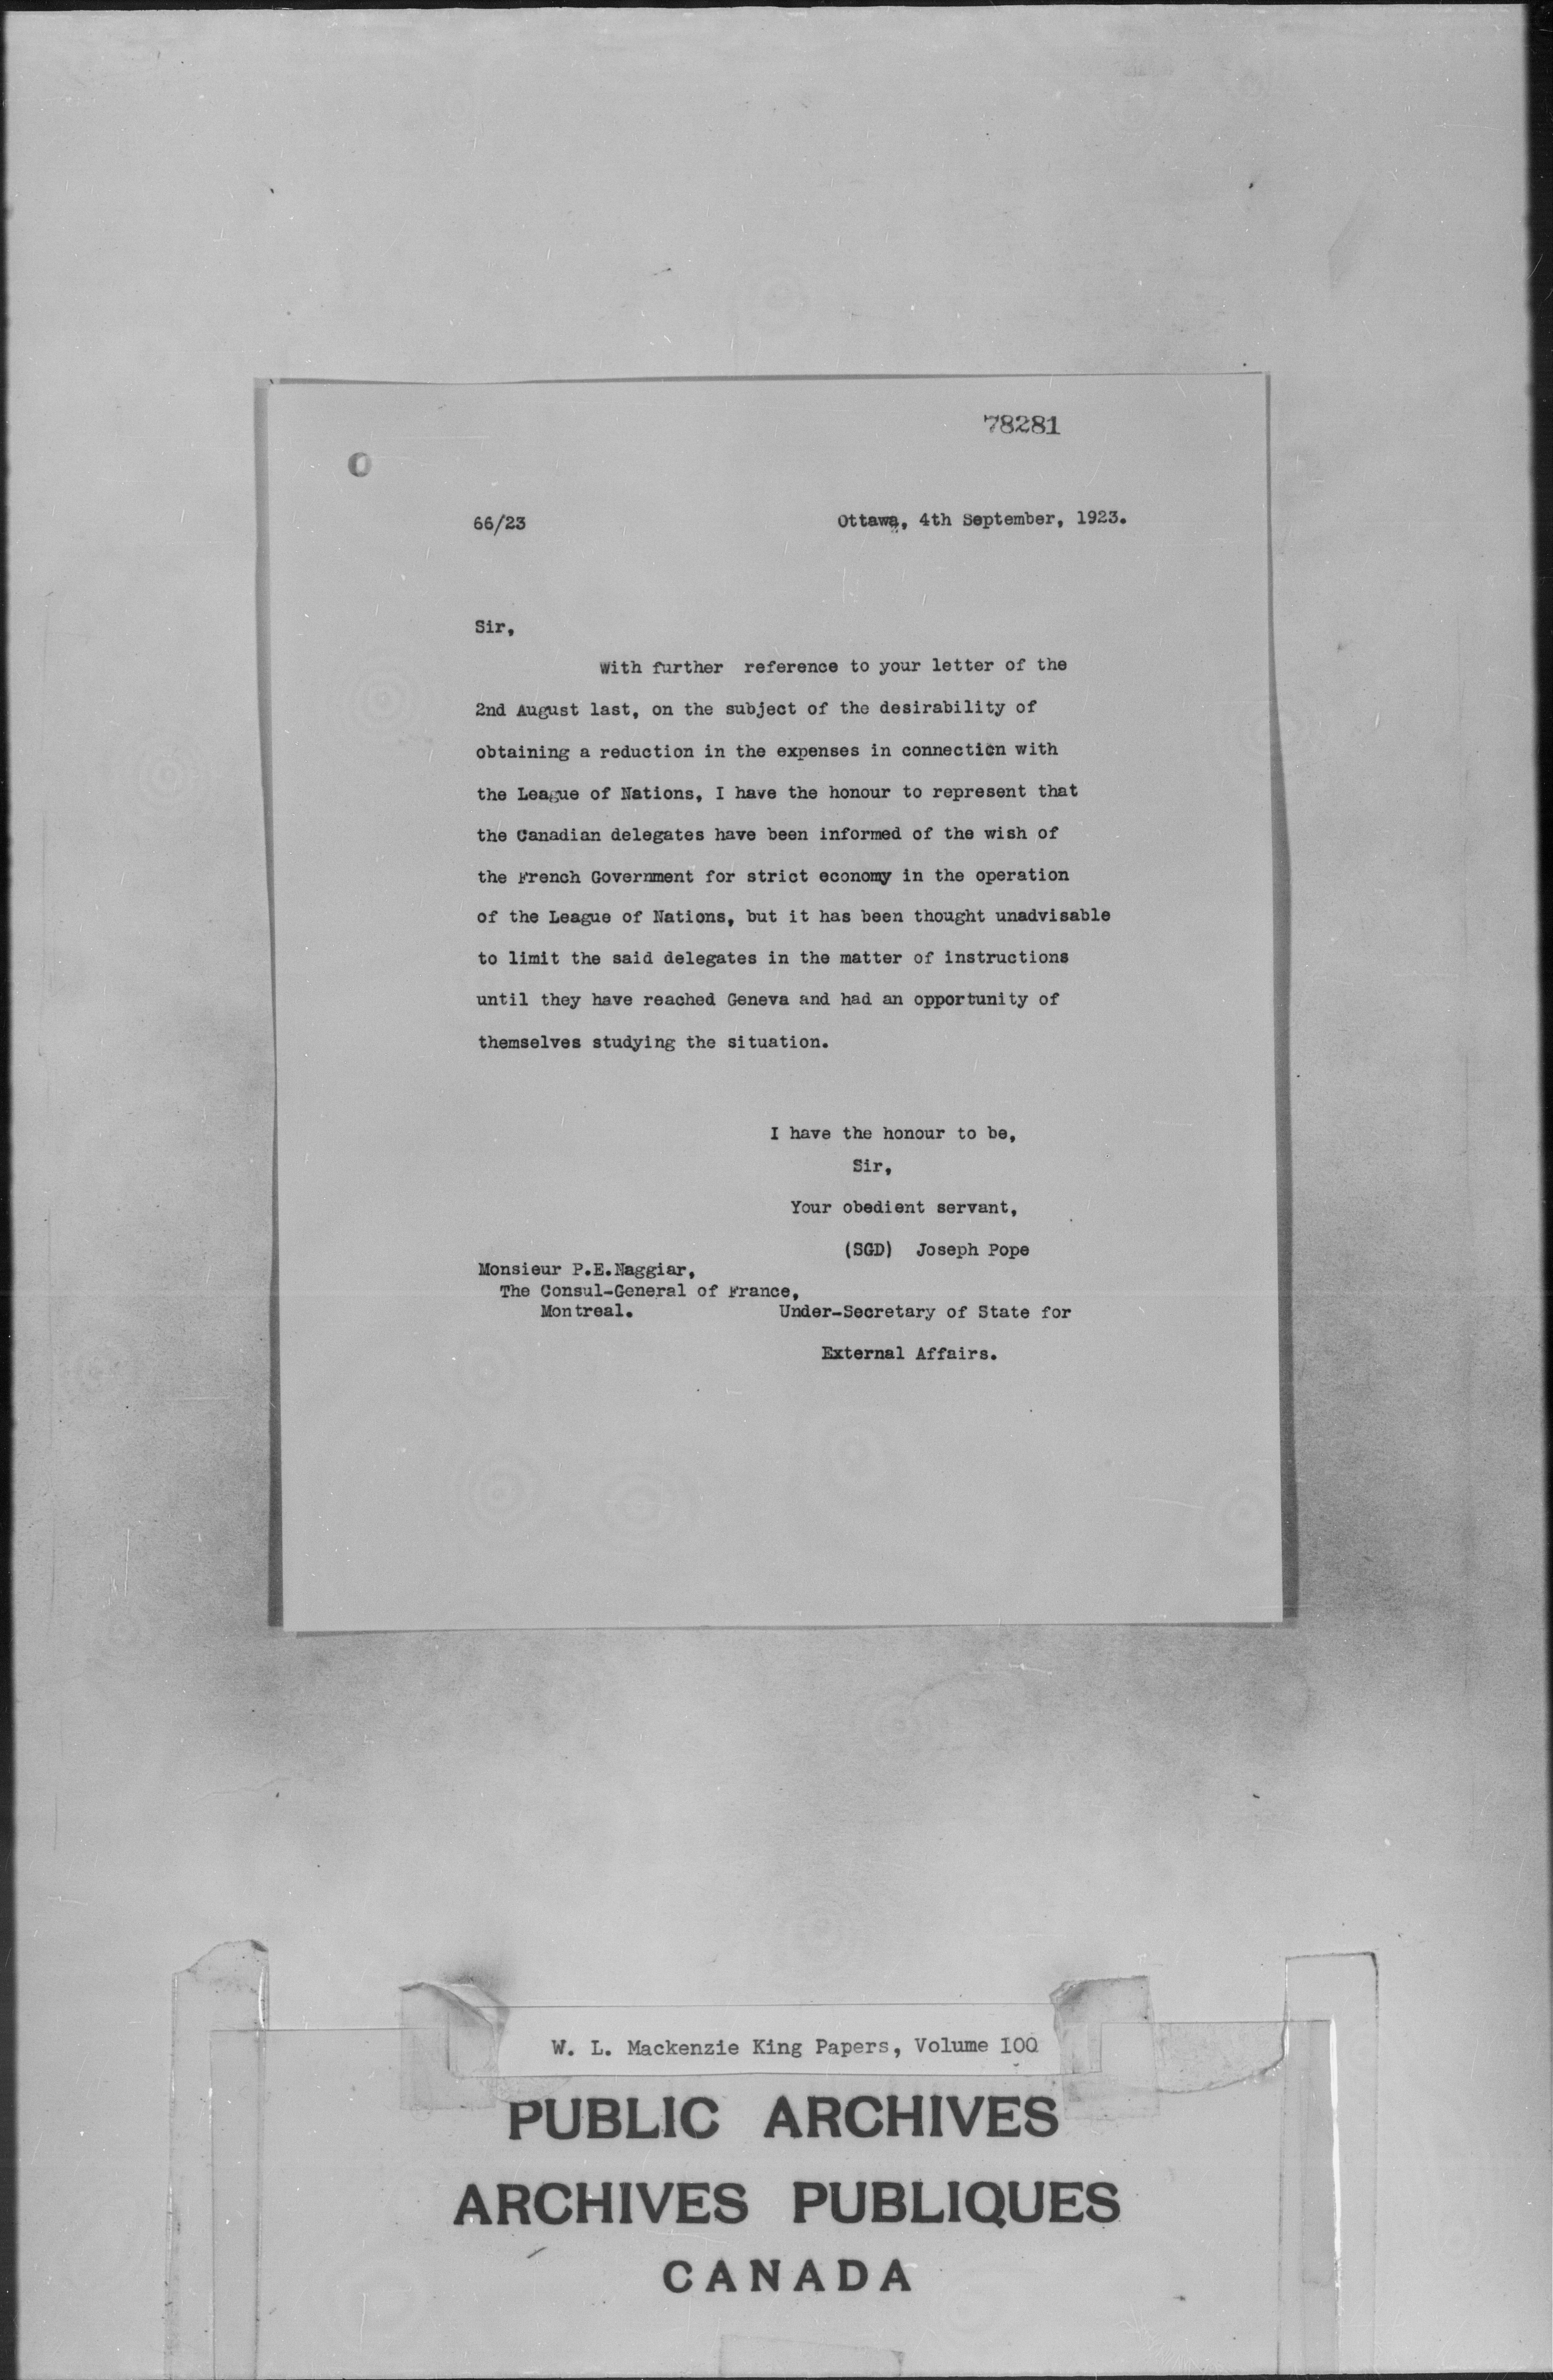 78281
66/23 Ottawa, 4th September, 1923.
Sir,
With further reference to your letter of the
2nd August last, on the subject of the desirability of
obtaining a reduction in the expenses in connection with
the League of Nations, I have the honour to represent that
the Canadian delegates have been informed of the wish of
the French Government for strict economy in the operation
of the League of Nations, but it has been thought unadvisable
to limit the said delegates in the matter of instructions
until they have reached Geneva and had an opportunity of
themselves studying the situation.
I have the honour to be,
Sir,
Your obedient servant,
(SGD) Joseph Pope
Monsieur P.E.Naggiar,
The Consul-General of France,
Montreal.
Under-Secretary of State for
External Affairs.
W. L. Mackenzie King Papers, Volume I00
PUBLIC ARCHIVES
ARCHIVES PUBLIQUES
CANADA